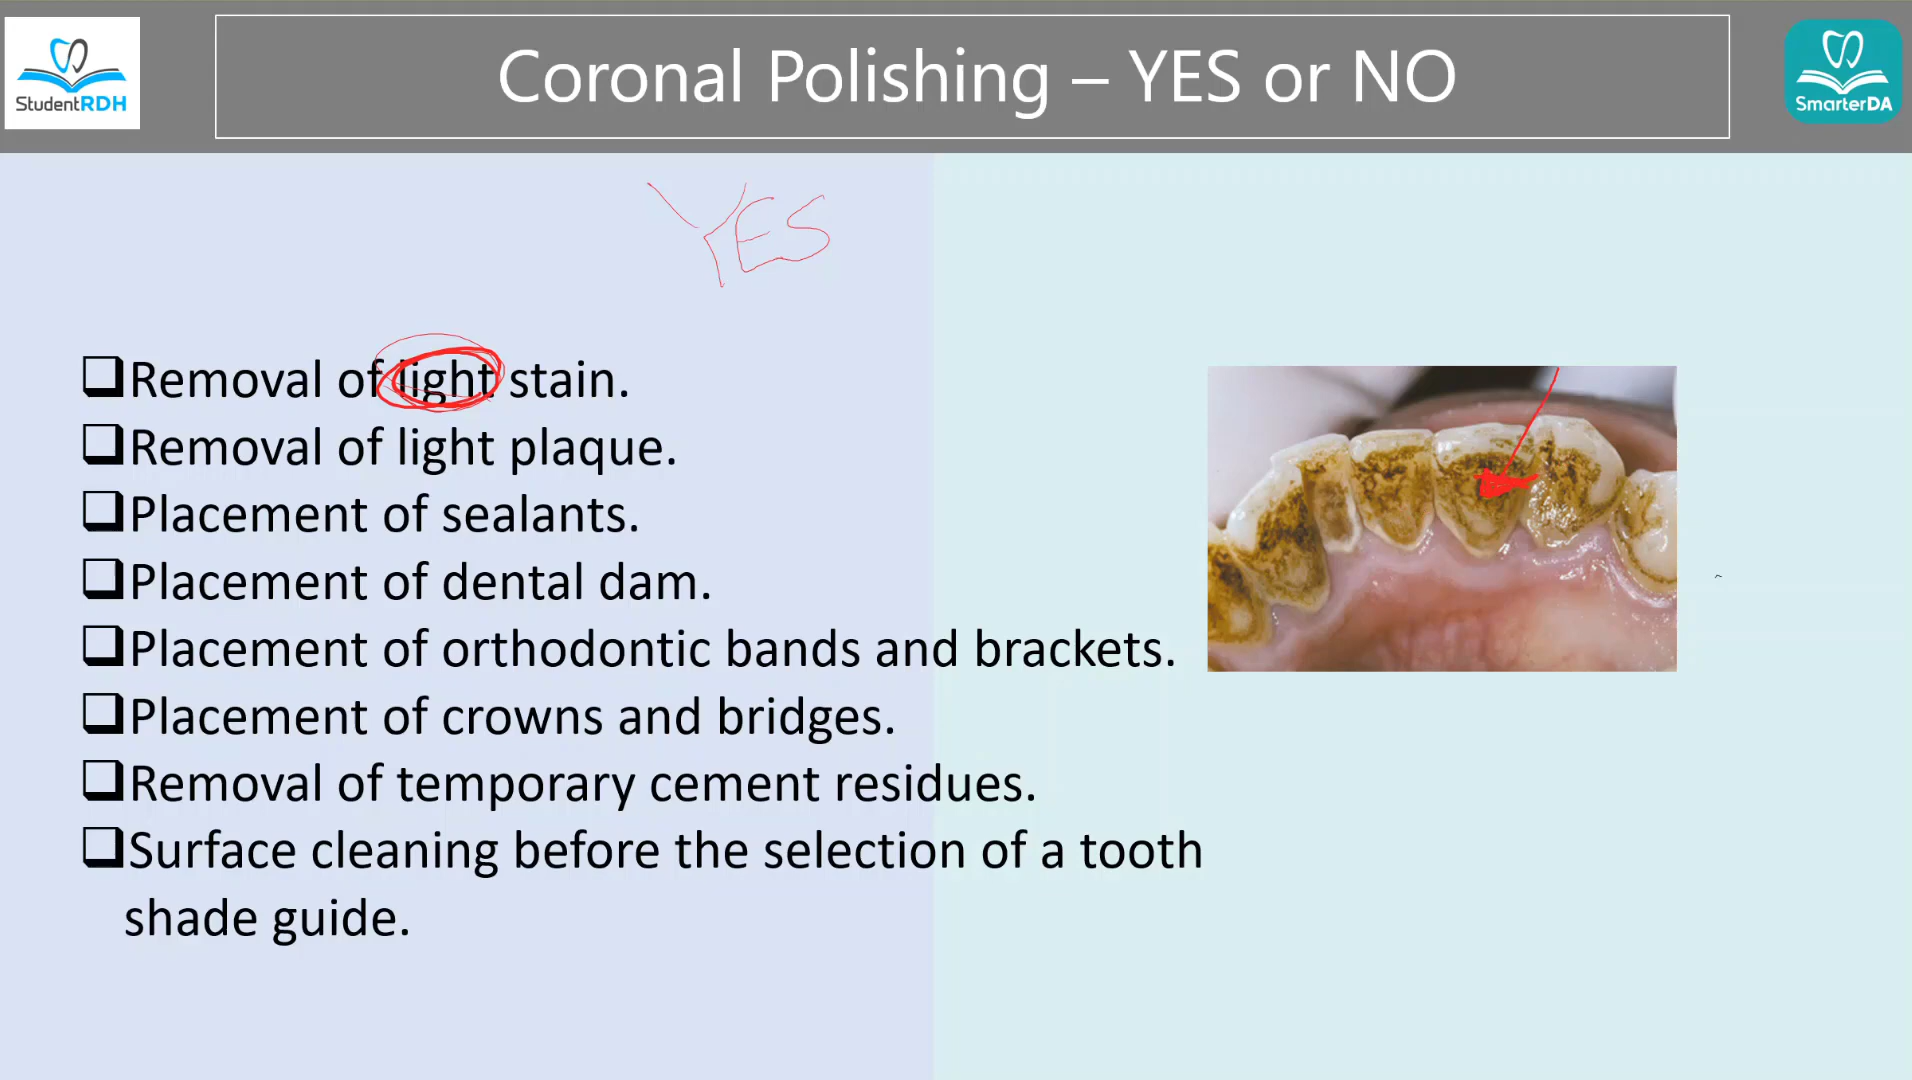 StudentRDH
Coronal Polishing – YES or NO
SmarterDA
YES
❑Removal of light stain.
❑Removal of light plaque.
❑Placement of sealants.
❑Placement of dental dam.
❑Placement of orthodontic bands and brackets.
❑Placement of crowns and bridges.
❑Removal of temporary cement residues.
❑Surface cleaning before the selection of a tooth
shade guide.